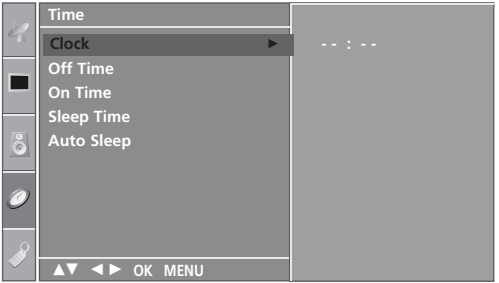 Time
Clock ► -- : --
Off Time
On Time
Sleep Time
Auto Sleep
▲▼ ◄► OK MENU